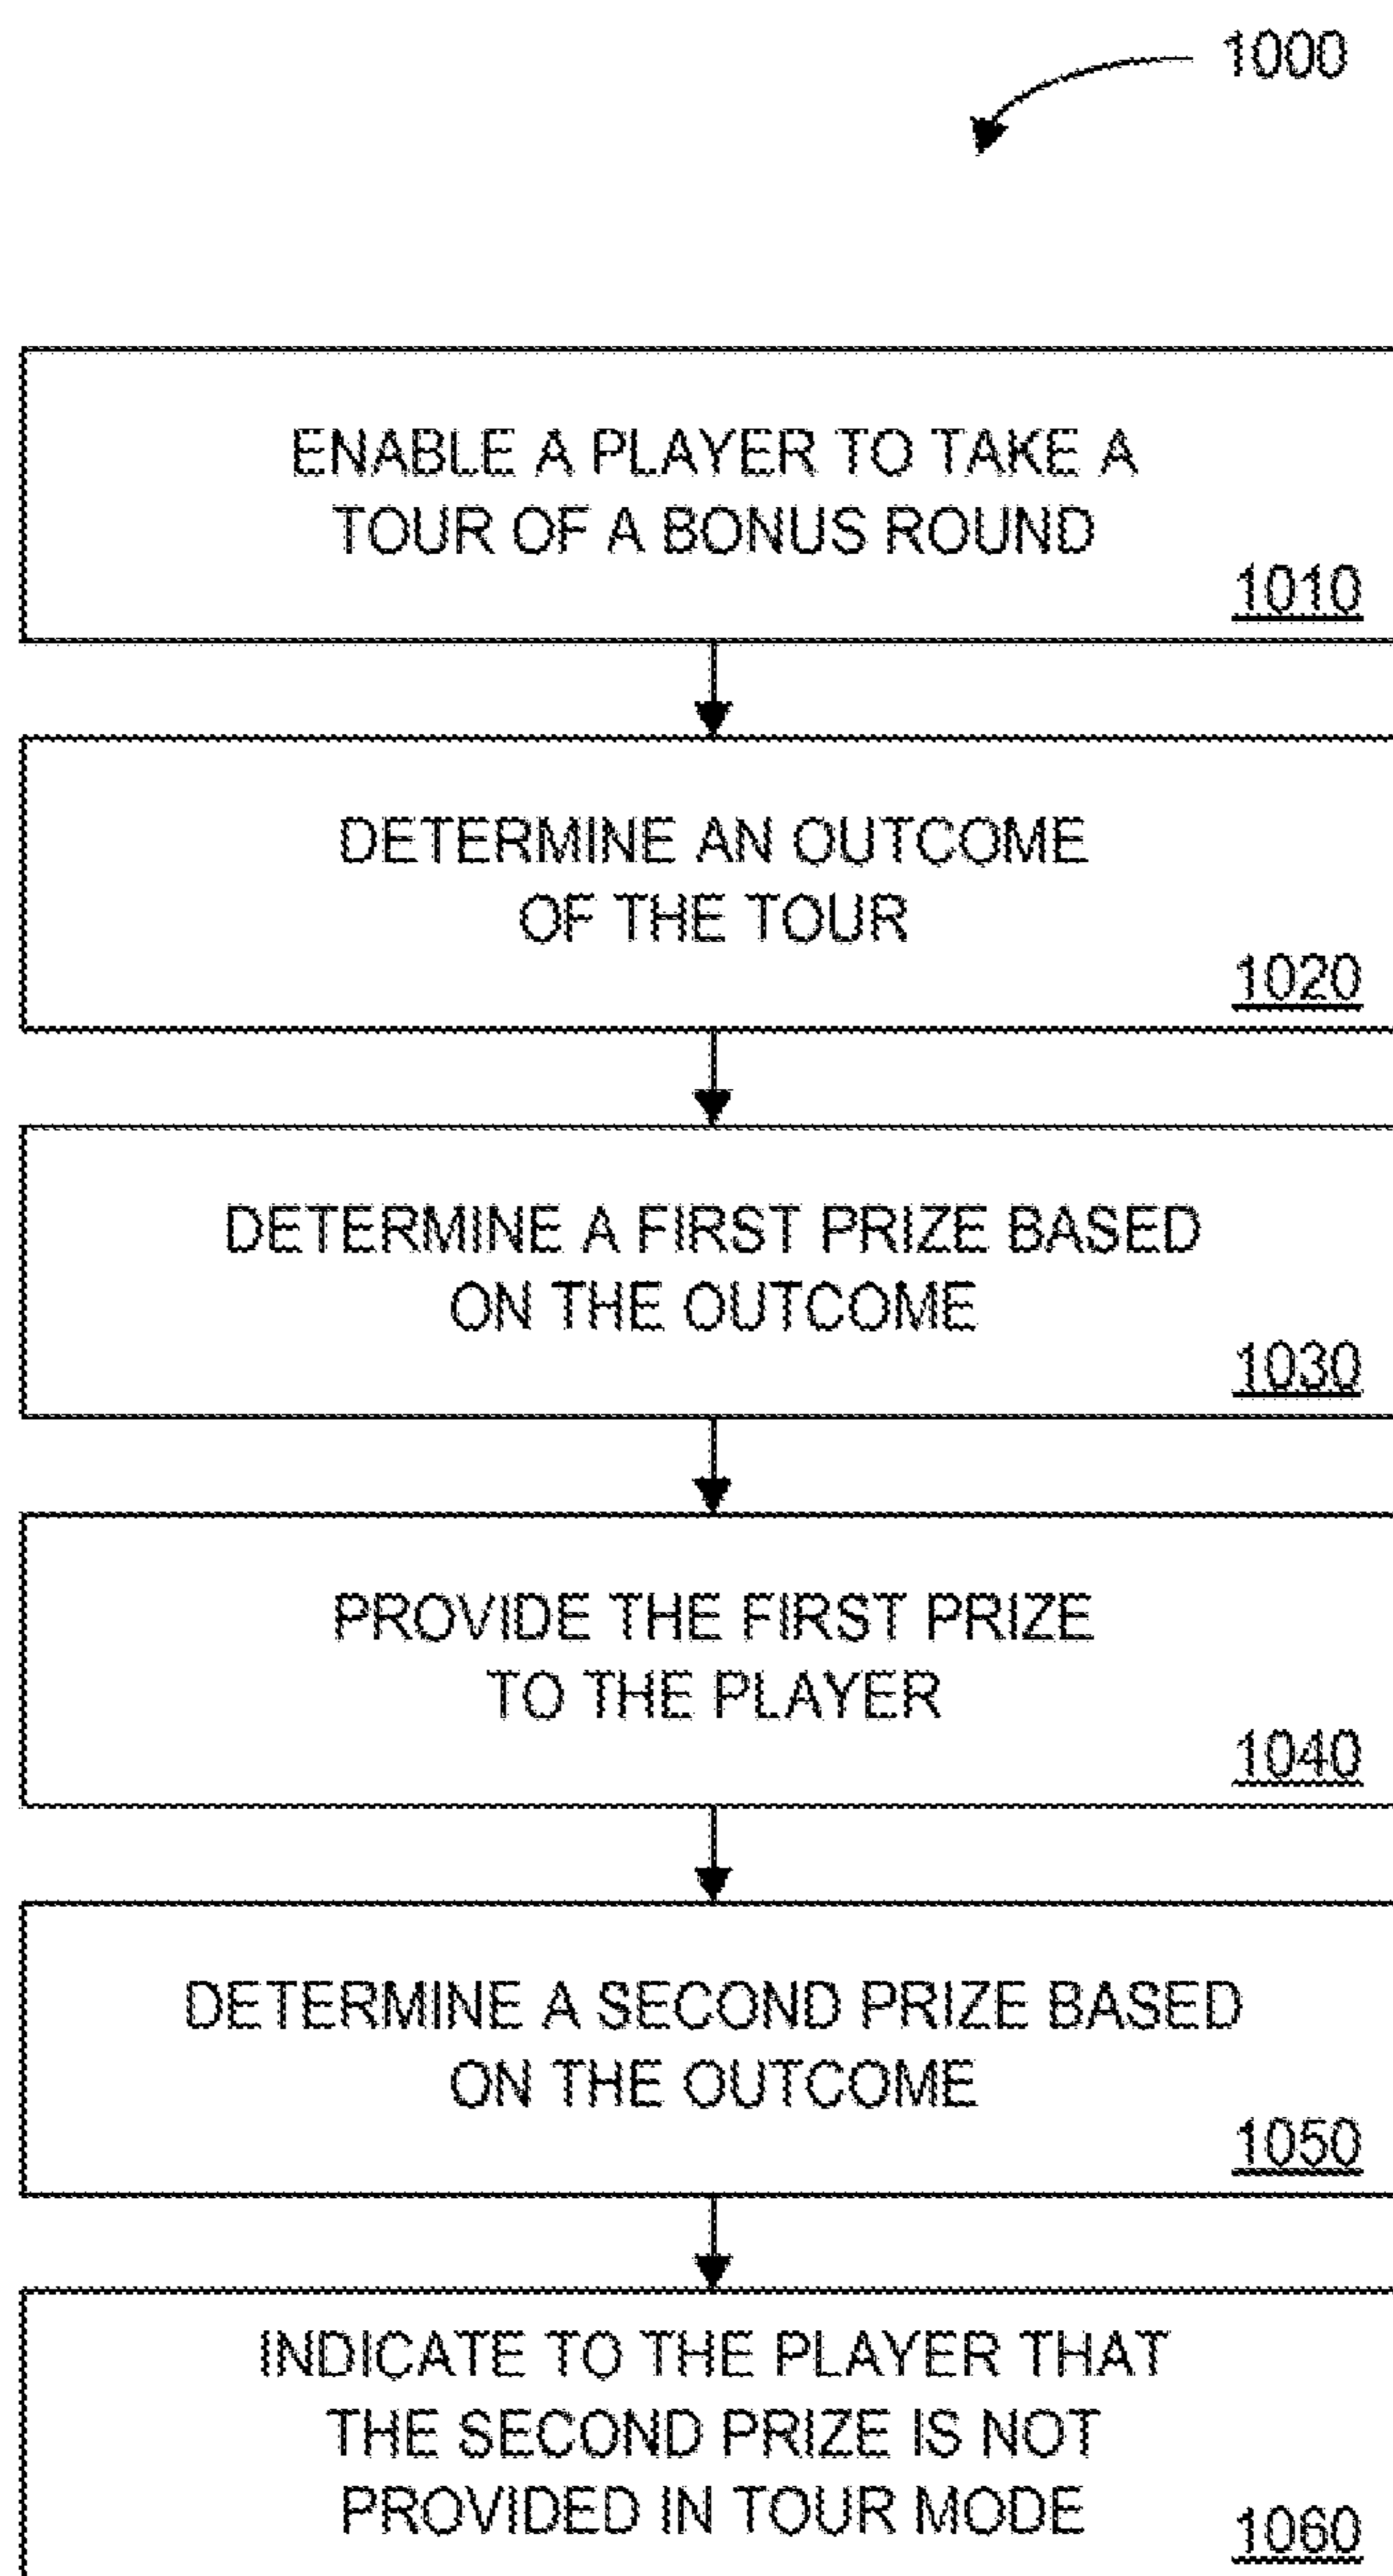 1000
ENABLE A PLAYER TO TAKE A
TOUR OF A BONUS ROUND
1010
DETERMINE AN OUTCOME
OF THE TOUR
1020
DETERMINE A FIRST PRIZE BASED
ON THE OUTCOME
1030
PROVIDE THE FIRST PRIZE
TO THE PLAYER
1040
DETERMINE A SECOND PRIZE BASED
ON THE OUTCOME
1050
INDICATE TO THE PLAYER THAT
THE SECOND PRIZE IS NOT
PROVIDED IN TOUR MODE
1060